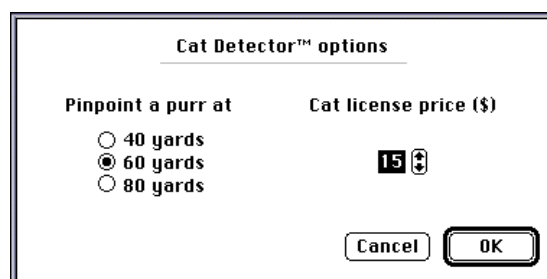 Cat Detector™ options
Pinpoint a purr at
Cat license price ($)
40 yards
60 yards
80 yards
15
Cancel
OK